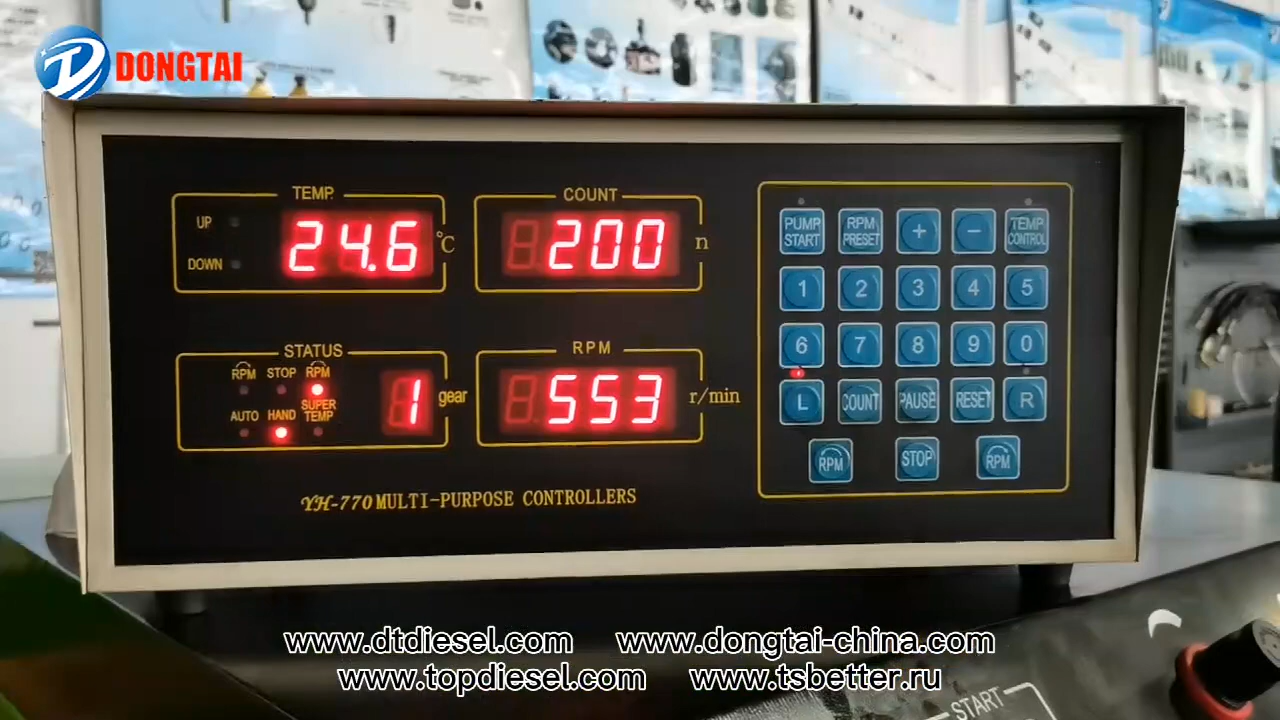 DONGTAI
TEMP.
UP
DOWN
24.6 °C
COUNT
200 n
STATUS
RPM STOP RPM
AUTO HAND SUPER TEMP
1 gear
RPM
553 r/min
YH-770 MULTI-PURPOSE CONTROLLERS
PUMP START RPM PRESET + - TEMP CONTROL
1 2 3 4 5
6 7 8 9 0
L COUNT PAUSE RESET R
RPM STOP RPM
www.dtdiesel.com www.dongtai-china.com
www.topdiesel.com www.tsbetter.ru
START